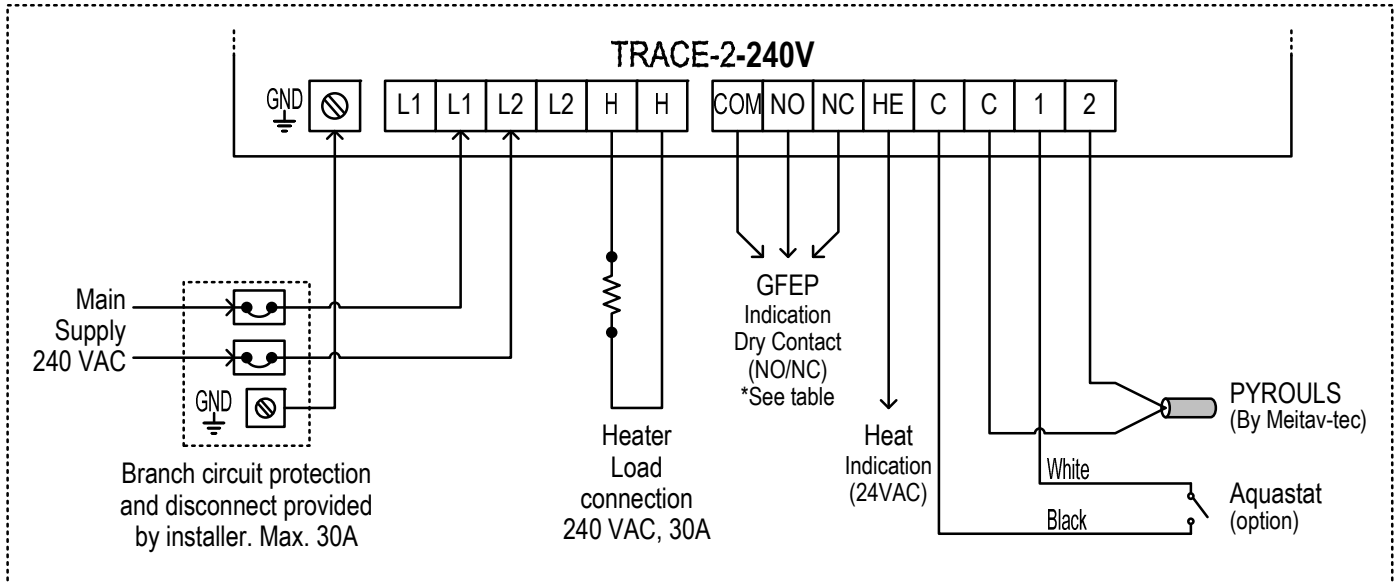 TRACE-2-240V
GND
L1 L1 L2 L2 H H COM NO NC HE C C 1 2
Main
Supply
240 VAC
GND
Branch circuit protection
and disconnect provided
by installer. Max. 30A
Heater
Load
connection
240 VAC, 30A
GFEP
Indication
Dry Contact
(NO/NC)
*See table
Heat
Indication
(24VAC)
PYROULS
(By Meitav-tec)
White
Black
Aquastat
(option)